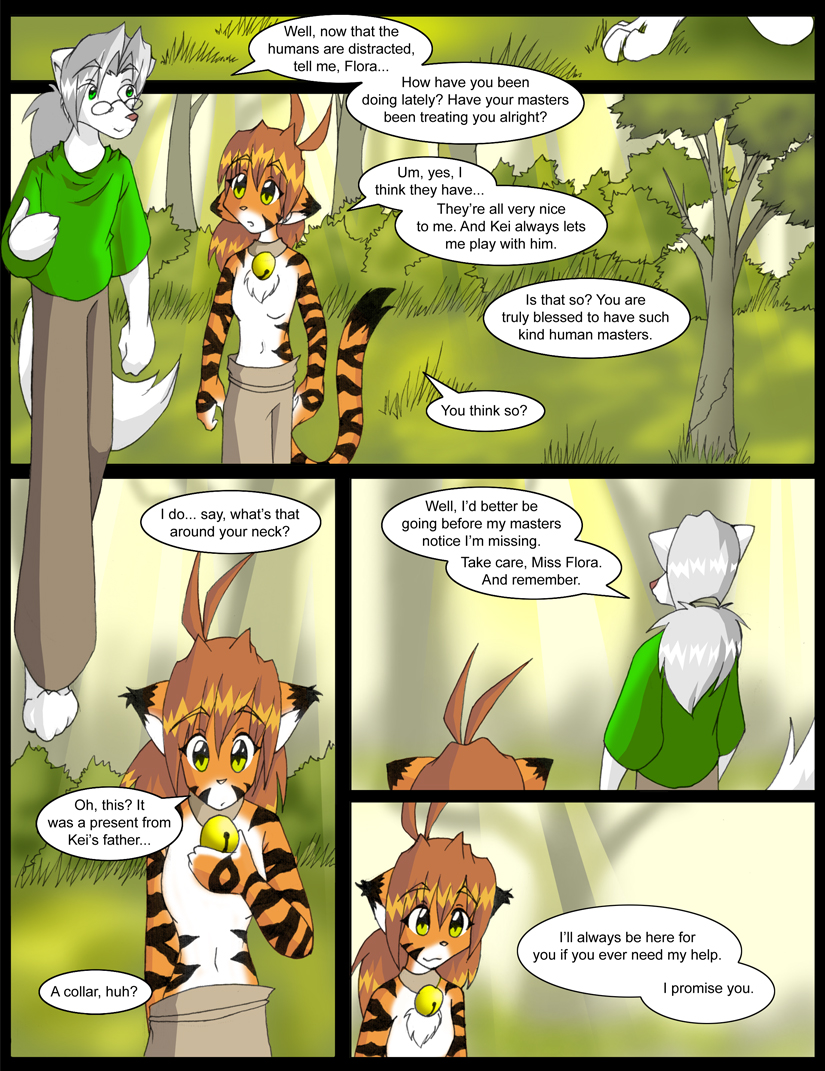 Well, now that the
humans are distracted,
tell me, Flora...
How have you been
doing lately? Have your masters
been treating you alright?
Um, yes, I
think they have...
They're all very nice
to me. And Kei always lets
me play with him.
Is that so? You are
truly blessed to have such
kind human masters.
You think so?
I do... say, what's that
around your neck?
Oh, this? It
was a present from
Kei's father...
A collar, huh?
Well, I'd better be
going before my masters
notice I'm missing.
Take care, Miss Flora.
And remember.
I'll always be here for
you if you ever need my help.
I promise you.